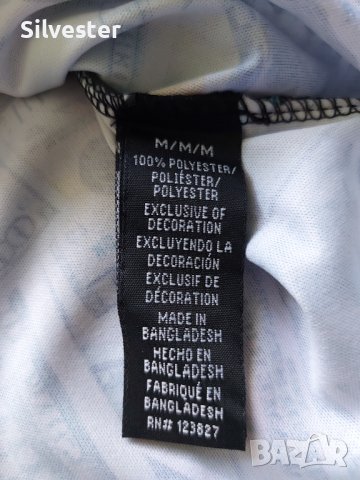 Silvester
M/M/M
100% POLYESTER/
POLIÉSTER/
POLYESTER
EXCLUSIVE OF
DECORATION
EXCLUYENDO LA
DECORACIÓN
EXCLUSIF DE
DÉCORATION
MADE IN
BANGLADESH
HECHO EN
BANGLADESH
FABRIQUÉ EN
BANGLADESH
RN# 123827
BAZAR